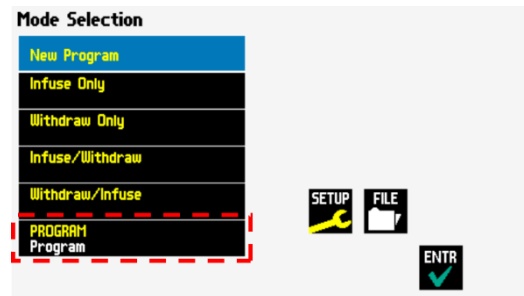 Mode Selection
New Program
Infuse Only
Withdraw Only
Infuse/Withdraw
Withdraw/Infuse
PROGRAM
Program
SETUP
FILE
ENTR